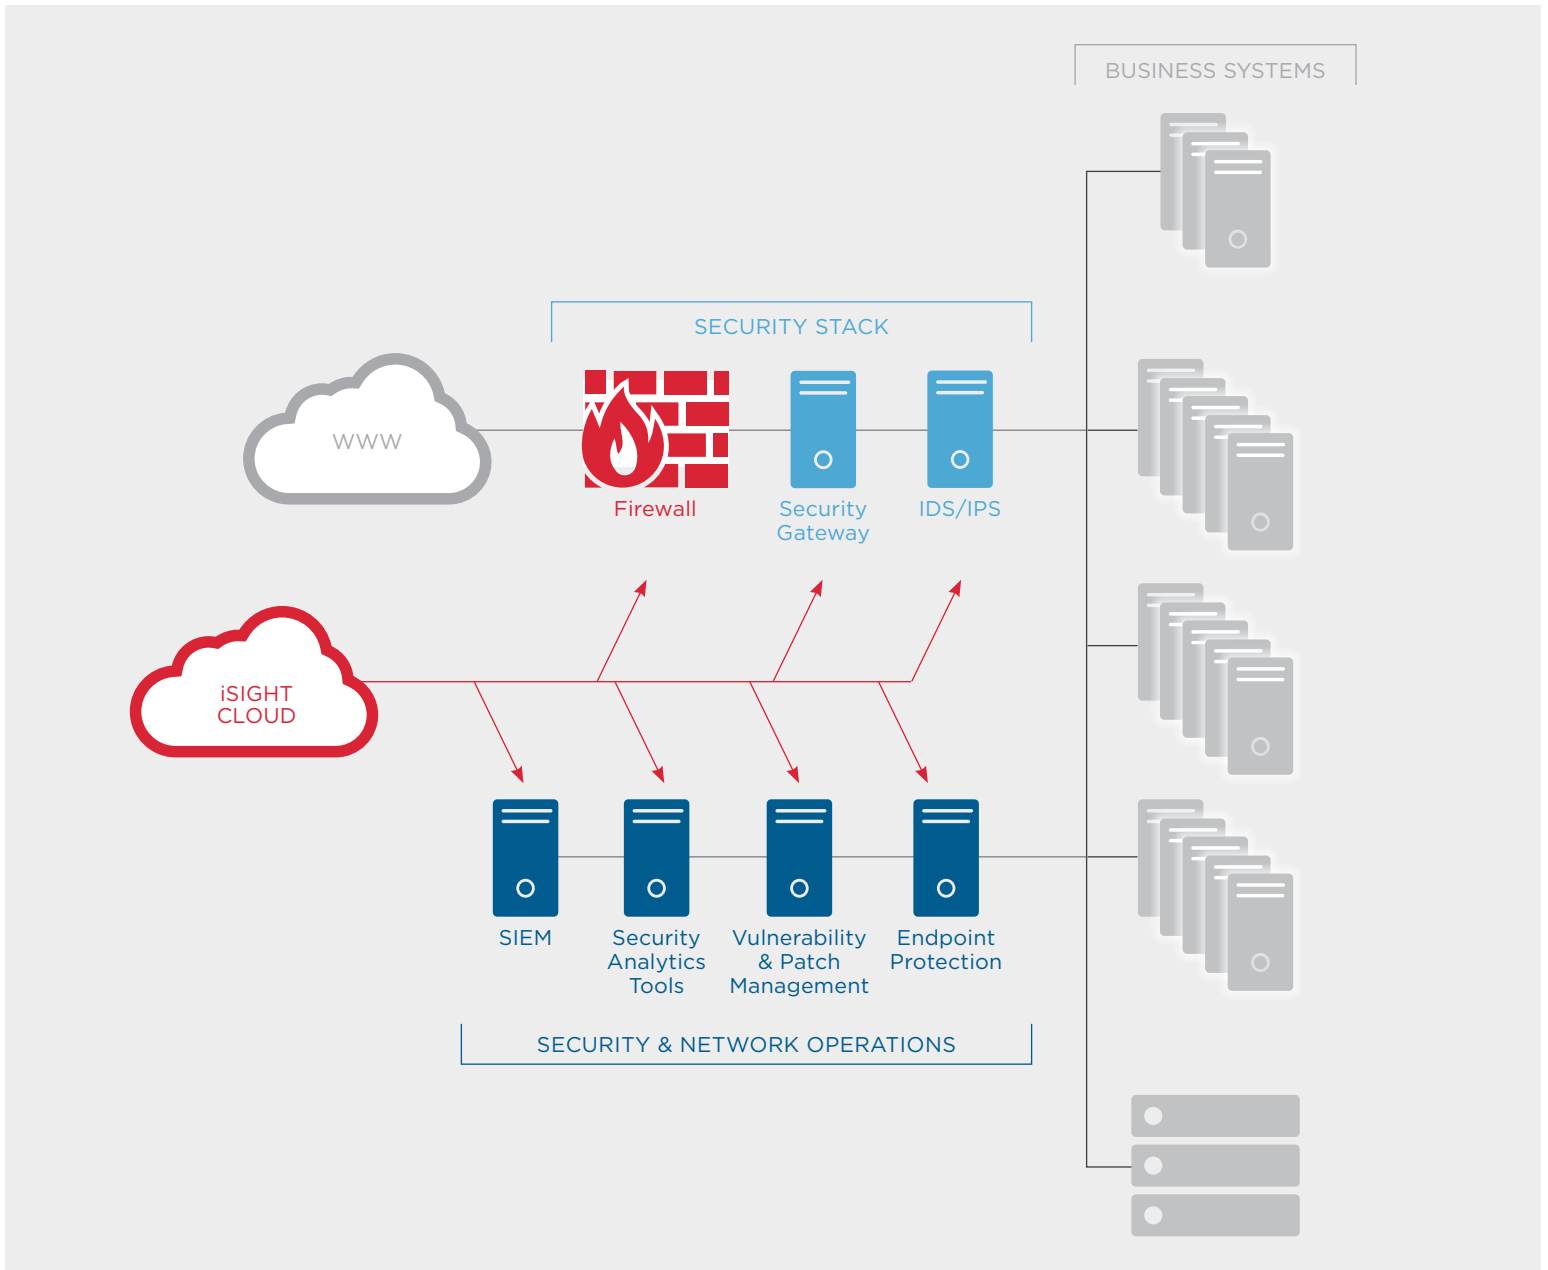 BUSINESS SYSTEMS
SECURITY STACK
WWW
Firewall
Security
Gateway
IDS/IPS
iSIGHT
CLOUD
SIEM
Security
Analytics
Tools
Vulnerability
& Patch
Management
Endpoint
Protection
SECURITY & NETWORK OPERATIONS